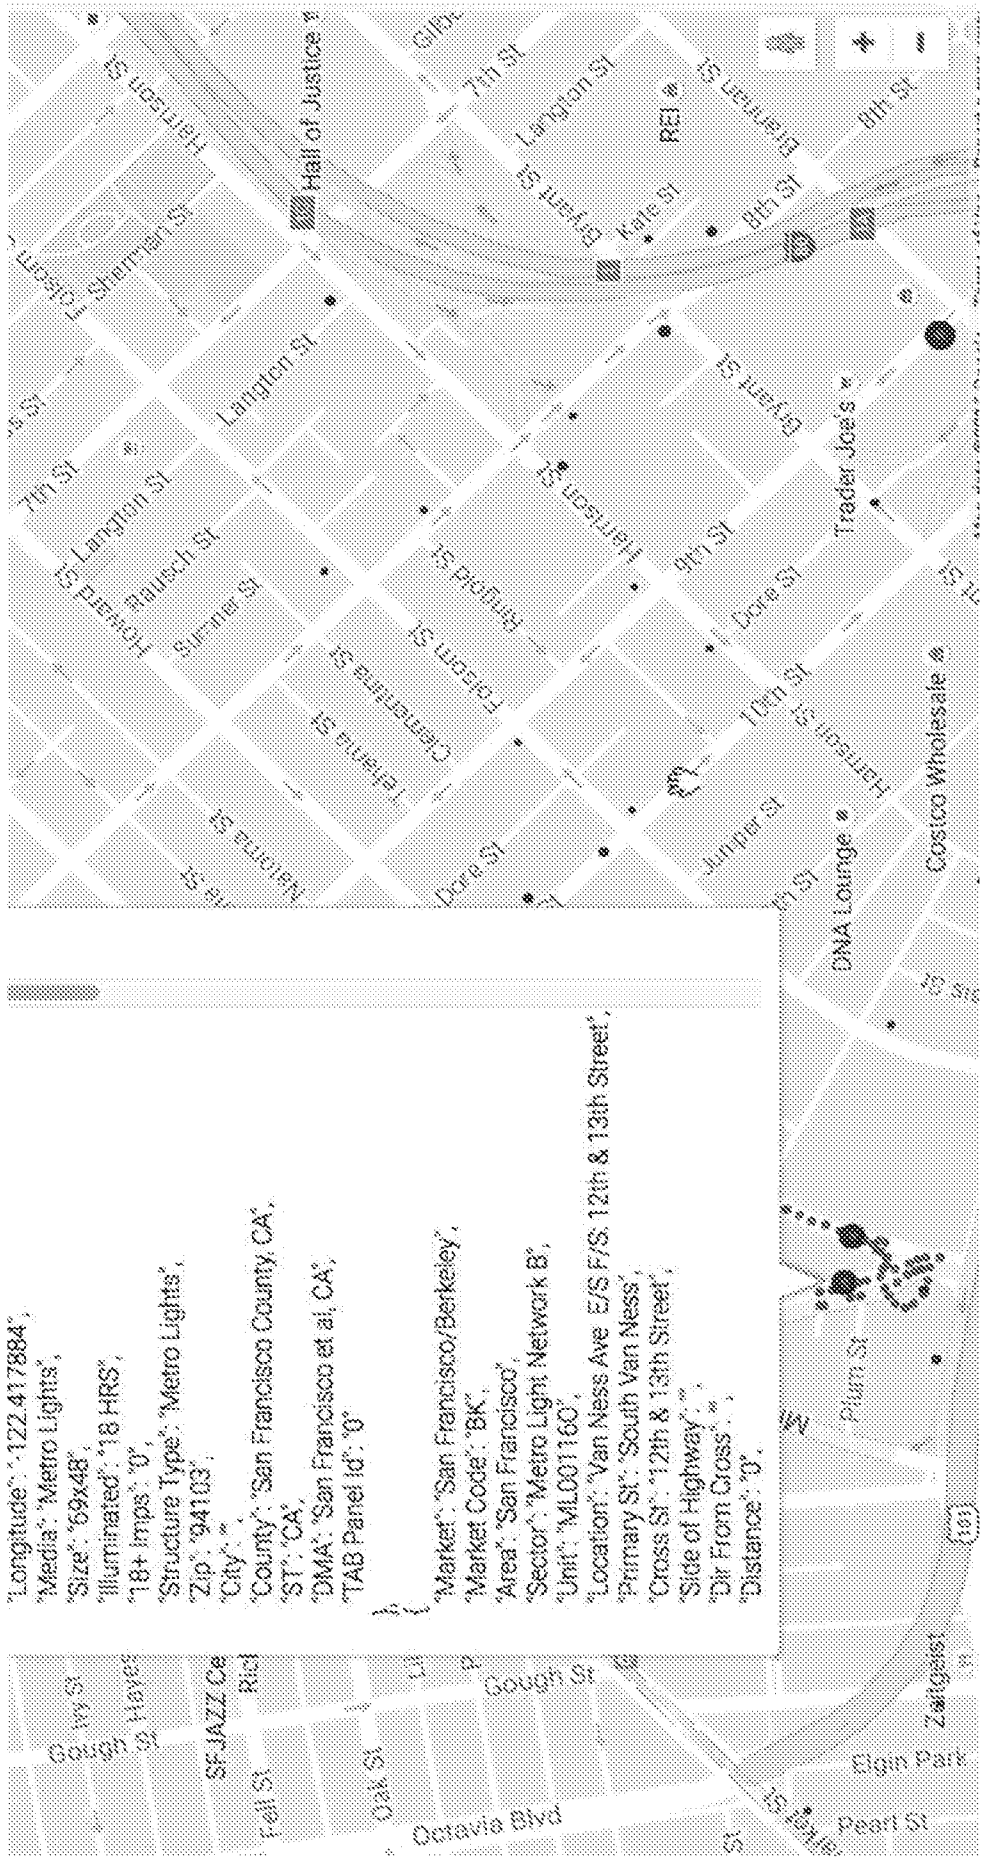 "Longitude": "-122.417884",
"Media": "Metro Lights",
"Size": "69x48",
"Illuminated": "18 HRS",
"18+ Imps": "0",
"Structure Type": "Metro Lights",
"Zip": "94103",
"City": "",
"County": "San Francisco County, CA",
"ST": "CA",
"DMA": "San Francisco et al, CA",
"TAB Panel Id": "0"
},
{
"Market": "San Francisco/Berkeley",
"Market Code": "BK",
"Area": "San Francisco",
"Sector": "Metro Light Network B",
"Unit": "ML00116O",
"Location": "Van Ness Ave E/S F/S: 12th & 13th Street",
"Primary St": "South Van Ness",
"Cross St": "12th & 13th Street",
"Side of Highway": "",
"Dir From Cross": "",
"Distance": "0",
Ivy St
Hayes
Gough St
SFJAZZ Ce
Rich
Fell St
Oak St
Gough St
Octavia Blvd
St
Elgin Park
Pearl St
Zeitgeist
101
Plum St
Harrison St
Hall of Justice
7th St
Langton St
REI
Brannan St
8th St
Bryant St
Kate St
8th St
Folsom St
Sherman St
Langton St
7th St
Langton St
Howard St
Rausch St
Sumner St
Bryant St
Trader Joe's
Harrison St
9th St
Ringold St
Folsom St
Clementina St
Tehama St
Natoma St
Dore St
Dore St
10th St
Harrison St
Juniper St
DNA Lounge
Costco Wholesale
+
−